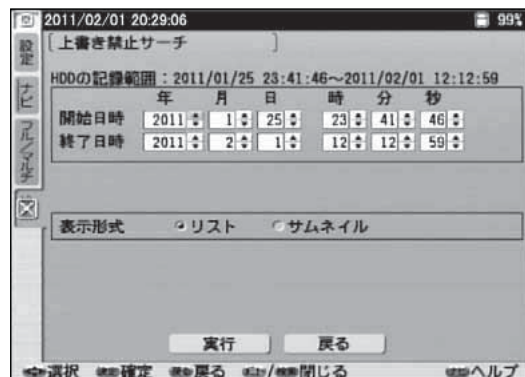 2011/02/01 20:29:06 99%
設定
ナビ
フル/マルチ
[上書き禁止サーチ ]
HDDの記録範囲：2011/01/25 23:41:46～2011/02/01 12:12:59
年 月 日 時 分 秒
開始日時 2011 1 25 23 41 46
終了日時 2011 2 1 12 12 59
表示形式 リスト サムネイル
実行 戻る
選択 確定 戻る /閉じる ヘルプ